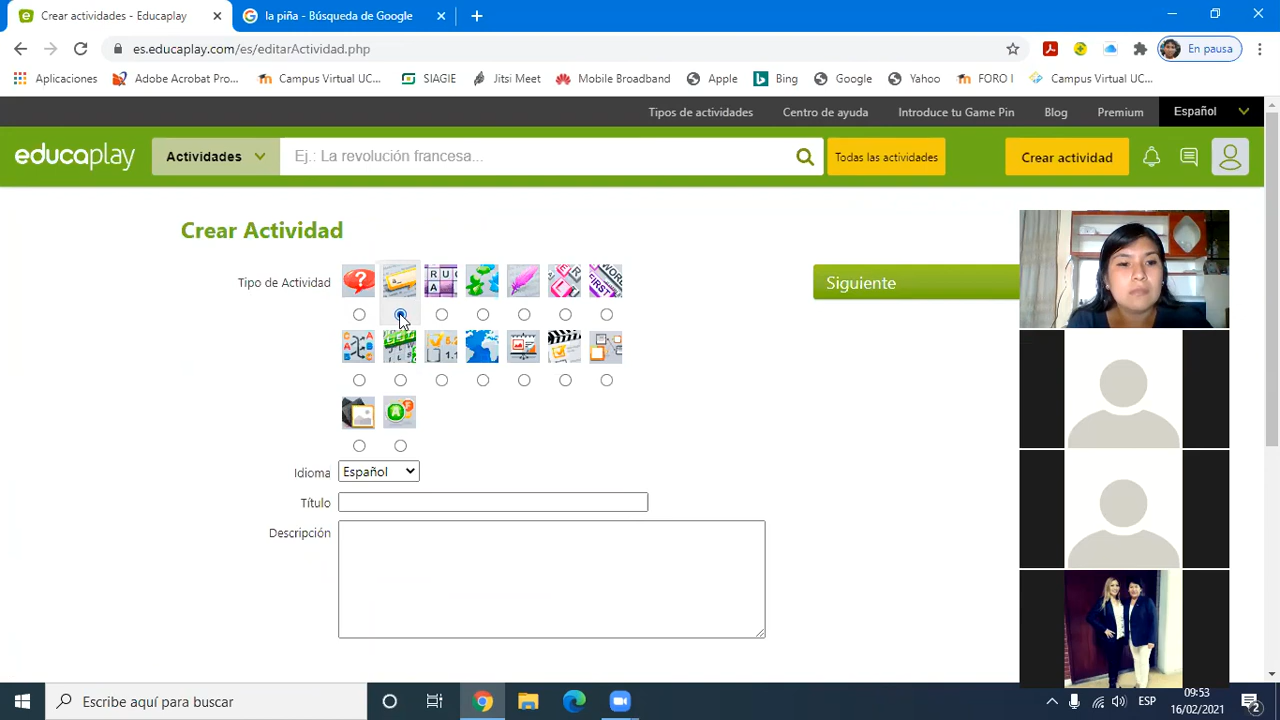 Crear actividades - Educaplay
la piña - Búsqueda de Google
es.educaplay.com/es/editarActividad.php
En pausa
Aplicaciones
Adobe Acrobat Pro...
Campus Virtual UC...
SIAGIE
Jitsi Meet
Mobile Broadband
Apple
Bing
Google
Yahoo
FORO I
Campus Virtual UC...
Tipos de actividades
Centro de ayuda
Introduce tu Game Pin
Blog
Premium
Español
educaplay
Actividades
Ej.: La revolución francesa...
Todas las actividades
Crear actividad
Crear Actividad
Tipo de Actividad
Siguiente
Idioma
Español
Título
Descripción
Escribe aquí para buscar
ESP
09:53
16/02/2021
2